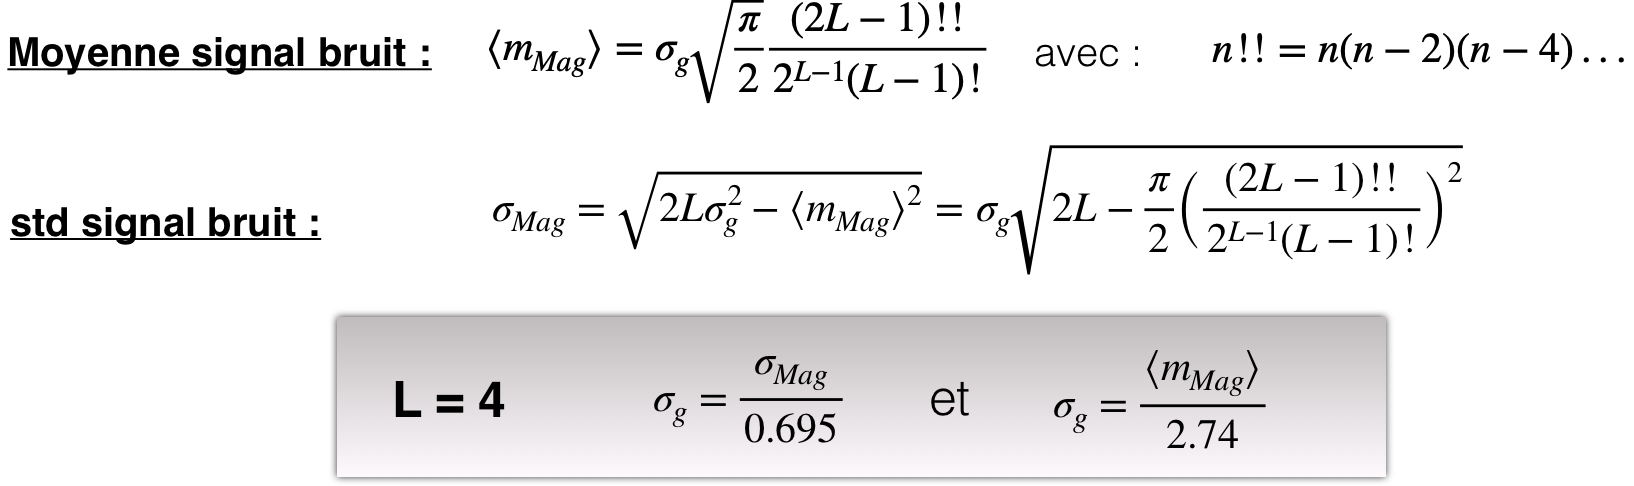 Moyenne signal bruit : ⟨m_Mag⟩ = σ_g √(π/2) (2L − 1)!! / (2^{L−1}(L − 1)!) avec : n!! = n(n − 2)(n − 4)…
std signal bruit : σ_Mag = √(2Lσ_g^2 − ⟨m_Mag⟩^2) = σ_g √(2L − π/2 ((2L − 1)!! / (2^{L−1}(L − 1)!))^2)
L = 4 σ_g = σ_Mag / 0.695 et σ_g = ⟨m_Mag⟩ / 2.74